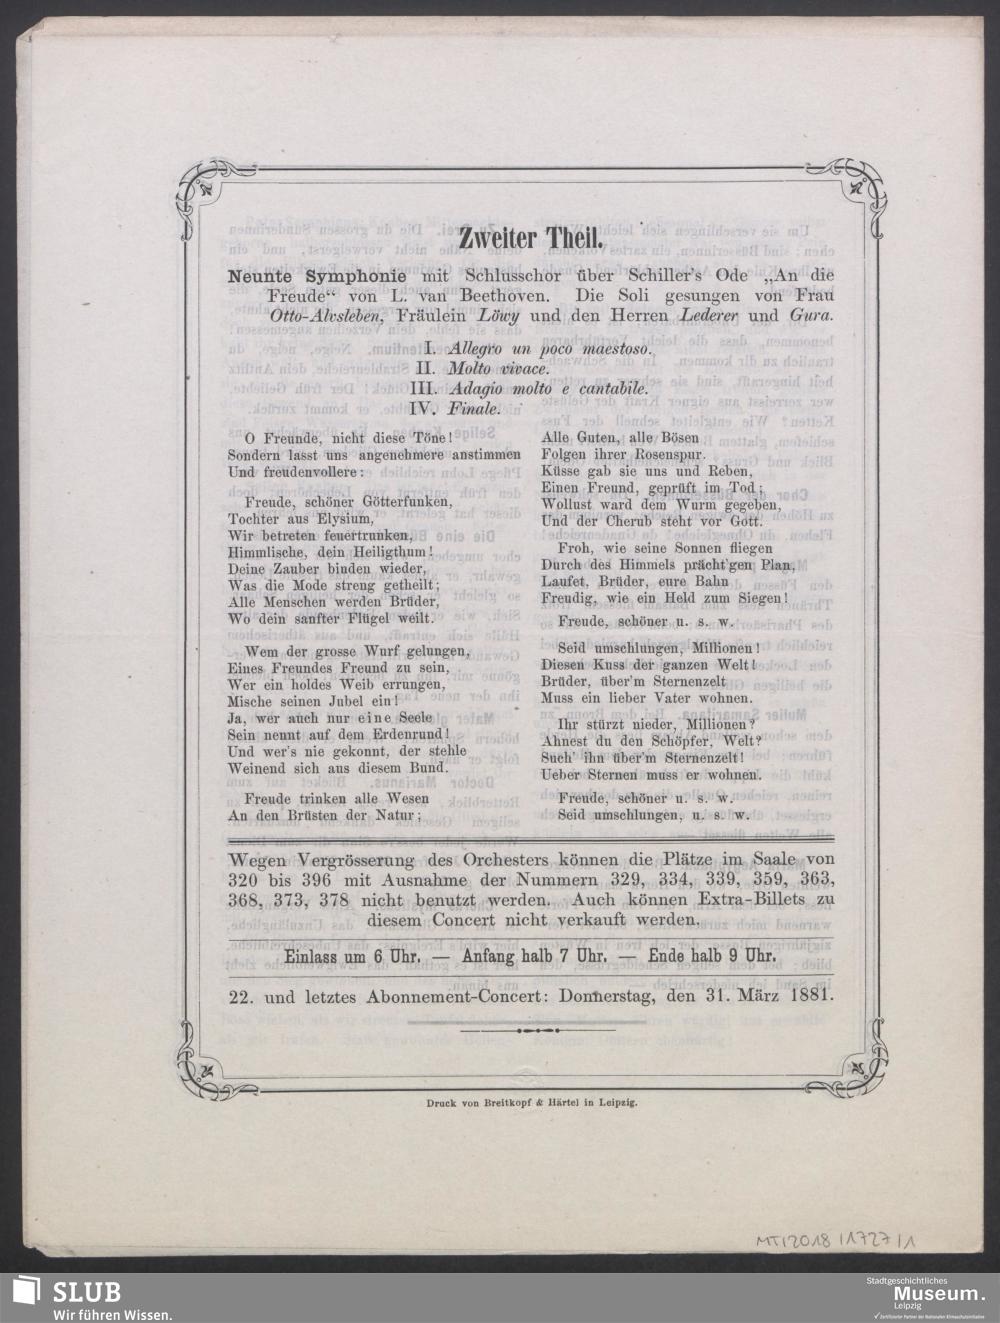 Zweiter Theil.
Neunte Symphonie mit Schlusschor über Schiller's Ode „An die
Freude“ von L. van Beethoven. Die Soli gesungen von Frau
Otto-Alvsleben, Fräulein Löwy und den Herren Lederer und Gura.
I. Allegro un poco maestoso.
II. Molto vivace.
III. Adagio molto e cantabile.
IV. Finale.
O Freunde, nicht diese Töne!
Sondern lasst uns angenehmere anstimmen
Und freudenvollere:
Freude, schöner Götterfunken,
Tochter aus Elysium,
Wir betreten feuertrunken,
Himmlische, dein Heiligthum!
Deine Zauber binden wieder,
Was die Mode streng getheilt;
Alle Menschen werden Brüder,
Wo dein sanfter Flügel weilt.
Wem der grosse Wurf gelungen,
Eines Freundes Freund zu sein,
Wer ein holdes Weib errungen,
Mische seinen Jubel ein!
Ja, wer auch nur eine Seele
Sein nennt auf dem Erdenrund!
Und wer's nie gekonnt, der stehle
Weinend sich aus diesem Bund.
Freude trinken alle Wesen
An den Brüsten der Natur;
Alle Guten, alle Bösen
Folgen ihrer Rosenspur.
Küsse gab sie uns und Reben,
Einen Freund, geprüft im Tod;
Wollust ward dem Wurm gegeben,
Und der Cherub steht vor Gott.
Froh, wie seine Sonnen fliegen
Durch des Himmels prächt'gen Plan,
Laufet, Brüder, eure Bahn
Freudig, wie ein Held zum Siegen!
Freude, schöner u. s. w.
Seid umschlungen, Millionen!
Diesen Kuss der ganzen Welt!
Brüder, über'm Sternenzelt
Muss ein lieber Vater wohnen.
Ihr stürzt nieder, Millionen?
Ahnest du den Schöpfer, Welt?
Such' ihn über'm Sternenzelt!
Ueber Sternen muss er wohnen.
Freude, schöner u. s. w.
Seid umschlungen, u. s. w.
Wegen Vergrösserung des Orchesters können die Plätze im Saale von
320 bis 396 mit Ausnahme der Nummern 329, 334, 339, 359, 363,
368, 373, 378 nicht benutzt werden. Auch können Extra-Billets zu
diesem Concert nicht verkauft werden.
Einlass um 6 Uhr. — Anfang halb 7 Uhr. — Ende halb 9 Uhr.
22. und letztes Abonnement-Concert: Donnerstag, den 31. März 1881.
Druck von Breitkopf & Härtel in Leipzig.
MT/2018/1727/1
SLUB
Wir führen Wissen.
Stadtgeschichtliches
Museum.
Leipzig
Zertifizierter Partner der Nationalen Klimaschutzinitiative